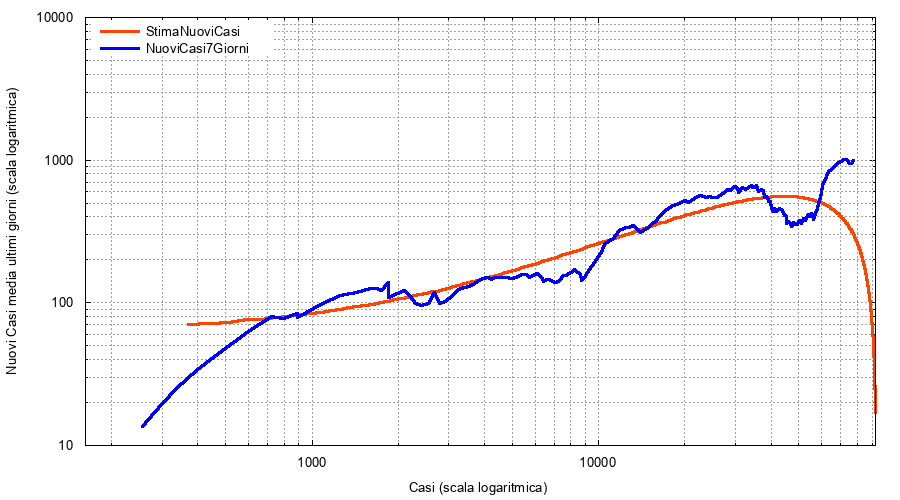 10000
StimaNuoviCasi
NuoviCasi7Giorni
1000
100
10
Nuovi Casi media ultimi giorni (scala logaritmica)
1000
10000
Casi (scala logaritmica)